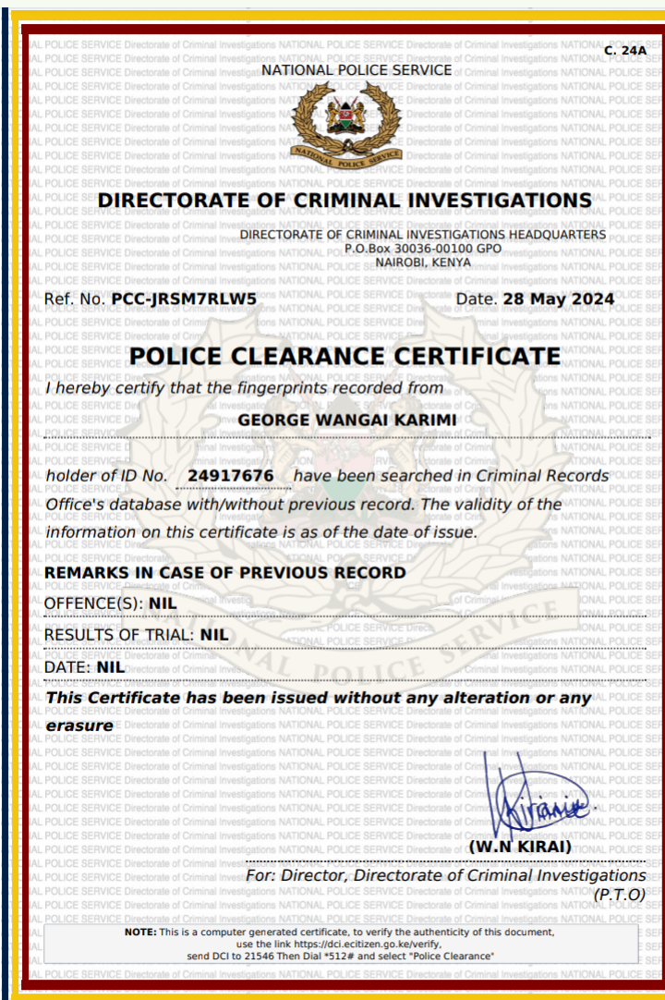 C. 24A
NATIONAL POLICE SERVICE
NATIONAL POLICE SERVICE
DIRECTORATE OF CRIMINAL INVESTIGATIONS
DIRECTORATE OF CRIMINAL INVESTIGATIONS HEADQUARTERS
P.O.Box 30036-00100 GPO
NAIROBI, KENYA
Ref. No. PCC-JRSM7RLW5 Date. 28 May 2024
POLICE CLEARANCE CERTIFICATE
I hereby certify that the fingerprints recorded from
GEORGE WANGAI KARIMI
holder of ID No. 24917676 have been searched in Criminal Records
Office's database with/without previous record. The validity of the
information on this certificate is as of the date of issue.
REMARKS IN CASE OF PREVIOUS RECORD
OFFENCE(S): NIL
RESULTS OF TRIAL: NIL
DATE: NIL
NATIONAL POLICE SERVICE
This Certificate has been issued without any alteration or any
erasure
(W.N KIRAI)
For: Director, Directorate of Criminal Investigations
(P.T.O)
NOTE: This is a computer generated certificate, to verify the authenticity of this document,
use the link https://dci.ecitizen.go.ke/verify,
send DCI to 21546 Then Dial *512# and select "Police Clearance"